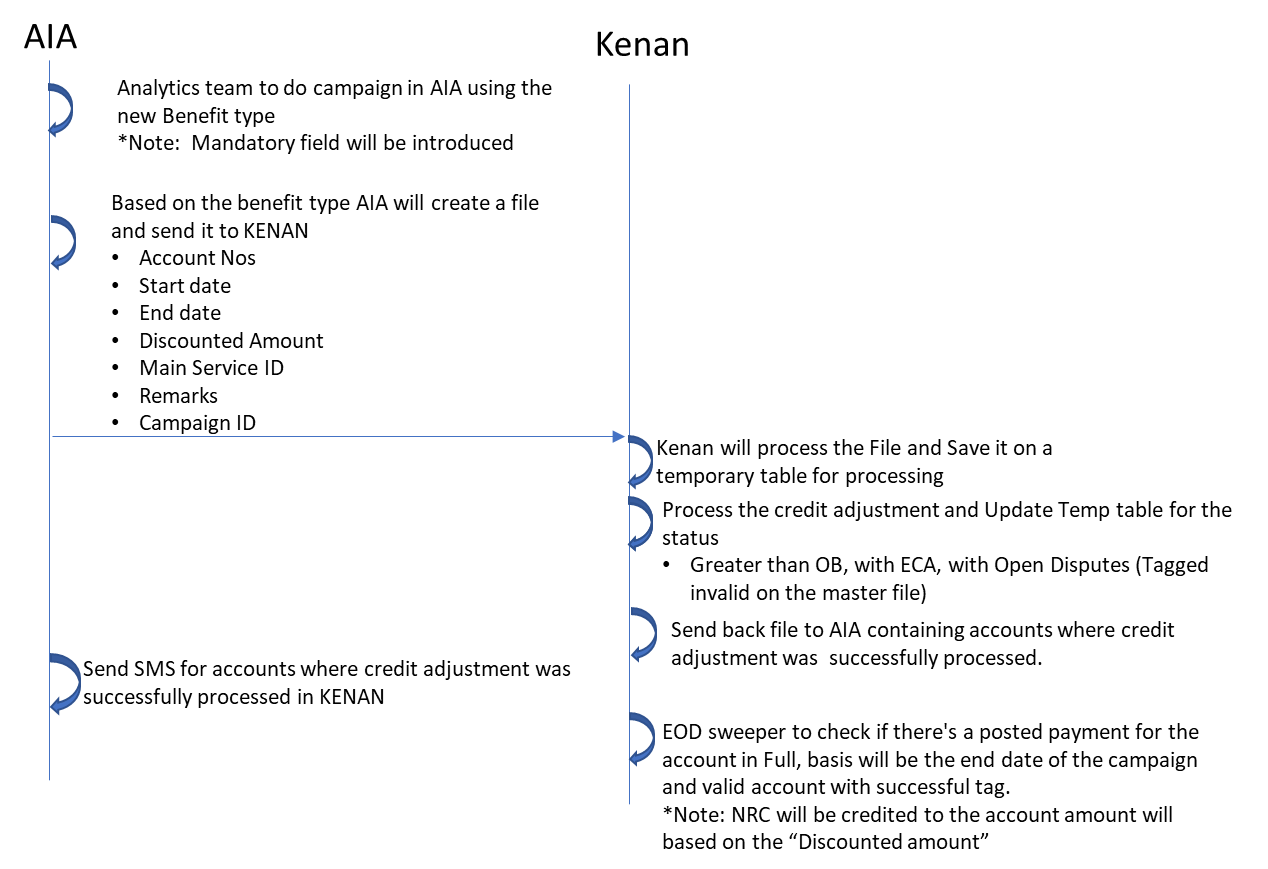 AIA
Kenan
Analytics team to do campaign in AIA using the
new Benefit type
*Note:  Mandatory field will be introduced
Based on the benefit type AIA will create a file
and send it to KENAN
• Account Nos
• Start date
• End date
• Discounted Amount
• Main Service ID
• Remarks
• Campaign ID
Kenan will process the File and Save it on a
temporary table for processing
Process the credit adjustment and Update Temp table for the
status
• Greater than OB, with ECA, with Open Disputes (Tagged
invalid on the master file)
Send back file to AIA containing accounts where credit
adjustment was  successfully processed.
Send SMS for accounts where credit adjustment was
successfully processed in KENAN
EOD sweeper to check if there's a posted payment for the
account in Full, basis will be the end date of the campaign
and valid account with successful tag.
*Note: NRC will be credited to the account amount will
based on the “Discounted amount”